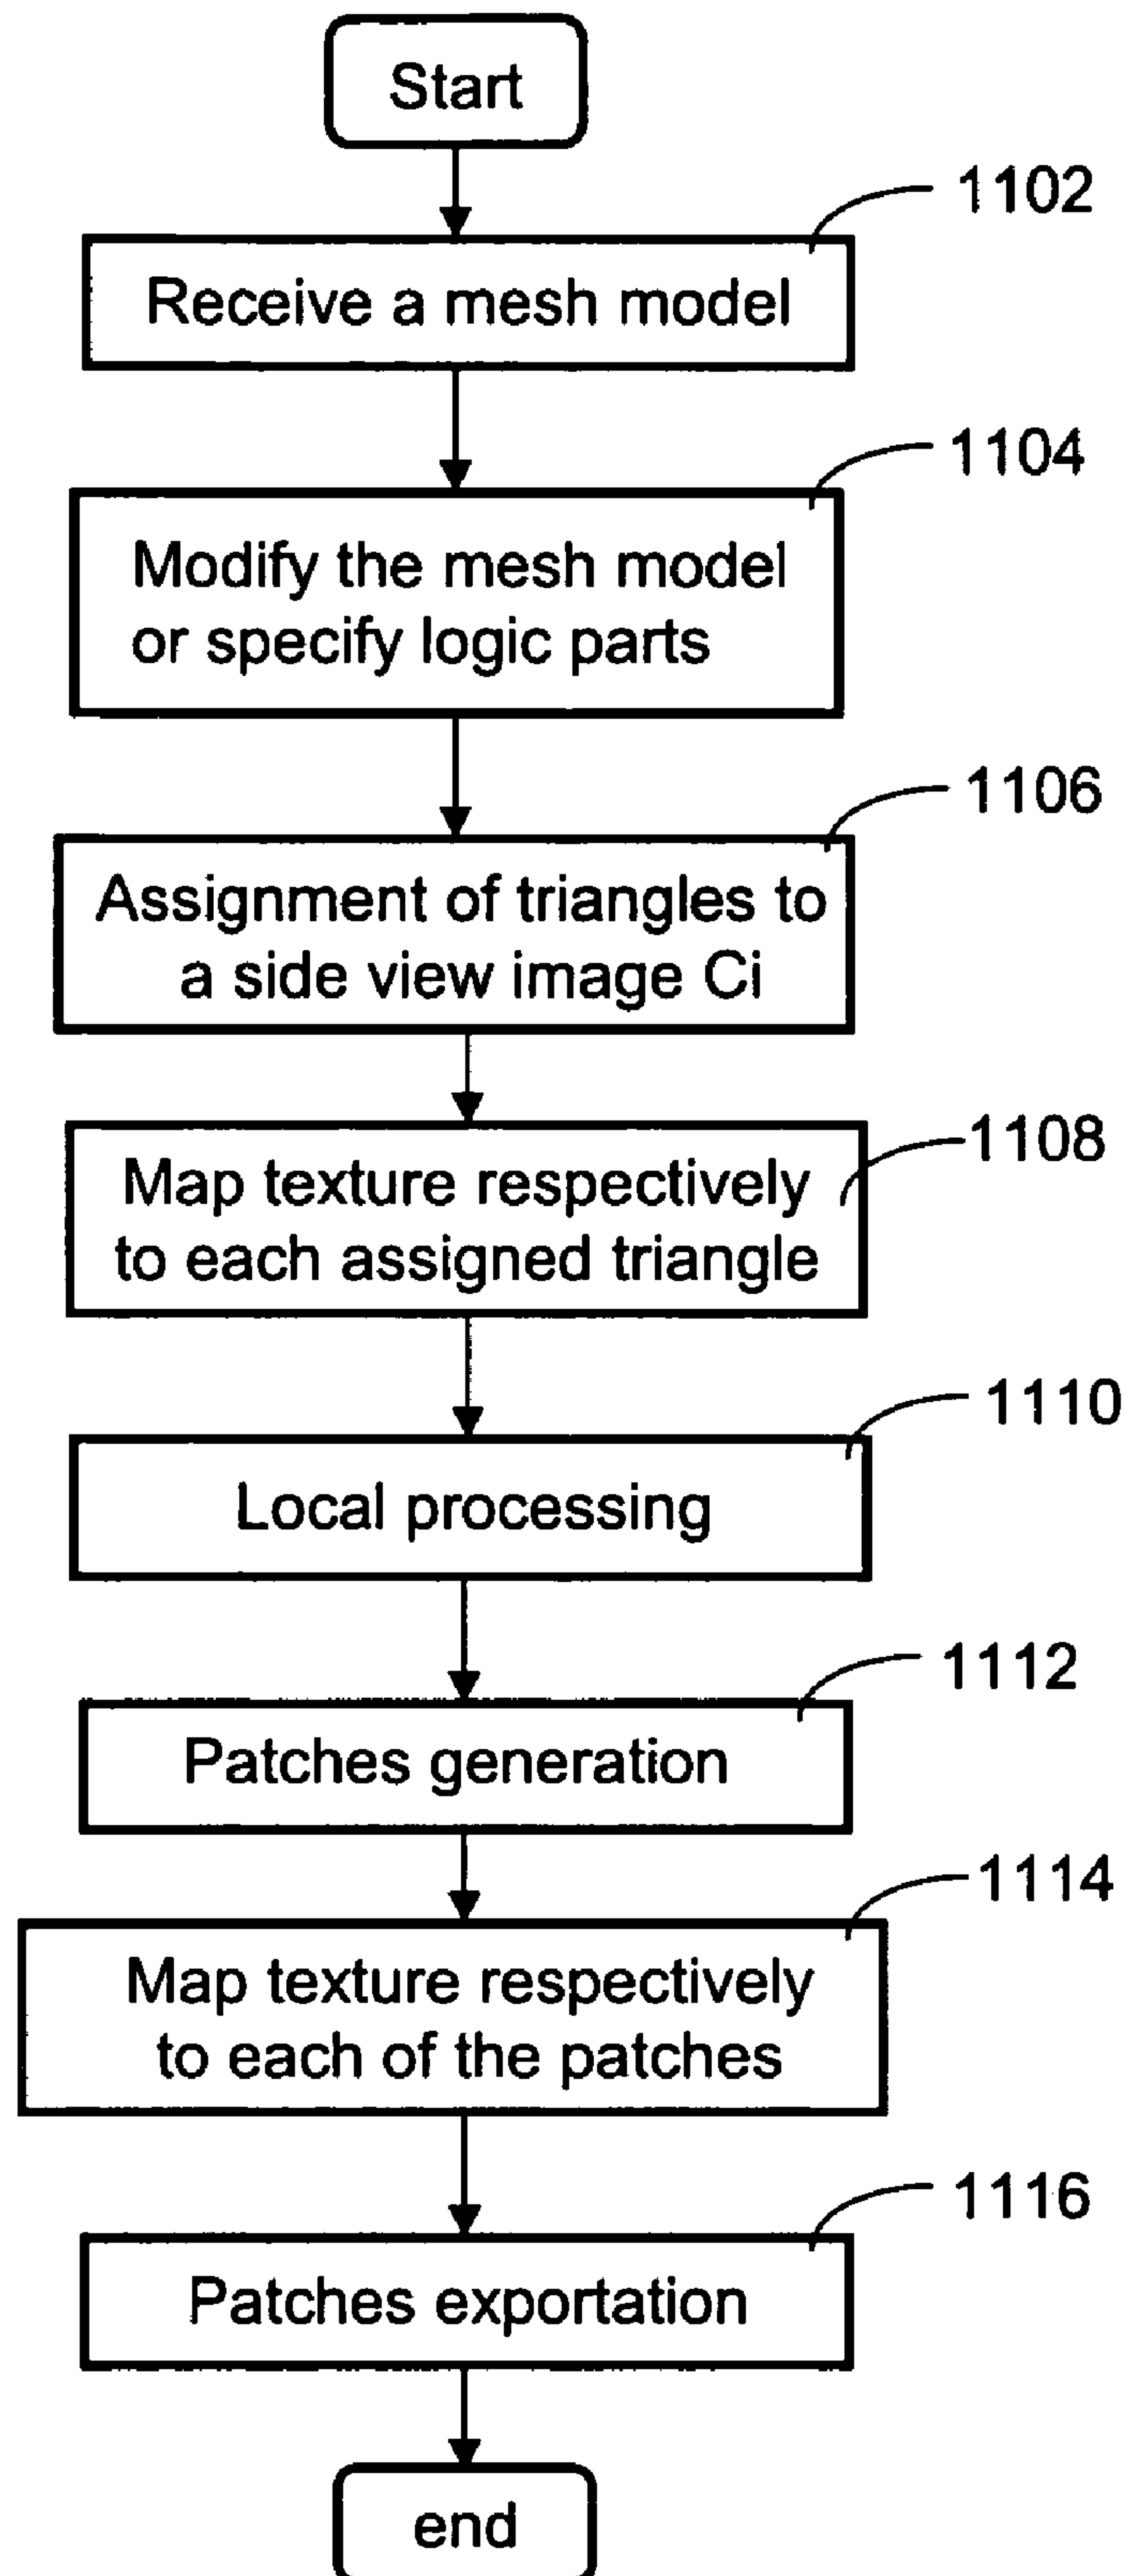 Start
1102
Receive a mesh model
1104
Modify the mesh model
or specify logic parts
1106
Assignment of triangles to
a side view image Ci
1108
Map texture respectively
to each assigned triangle
1110
Local processing
1112
Patches generation
1114
Map texture respectively
to each of the patches
1116
Patches exportation
end